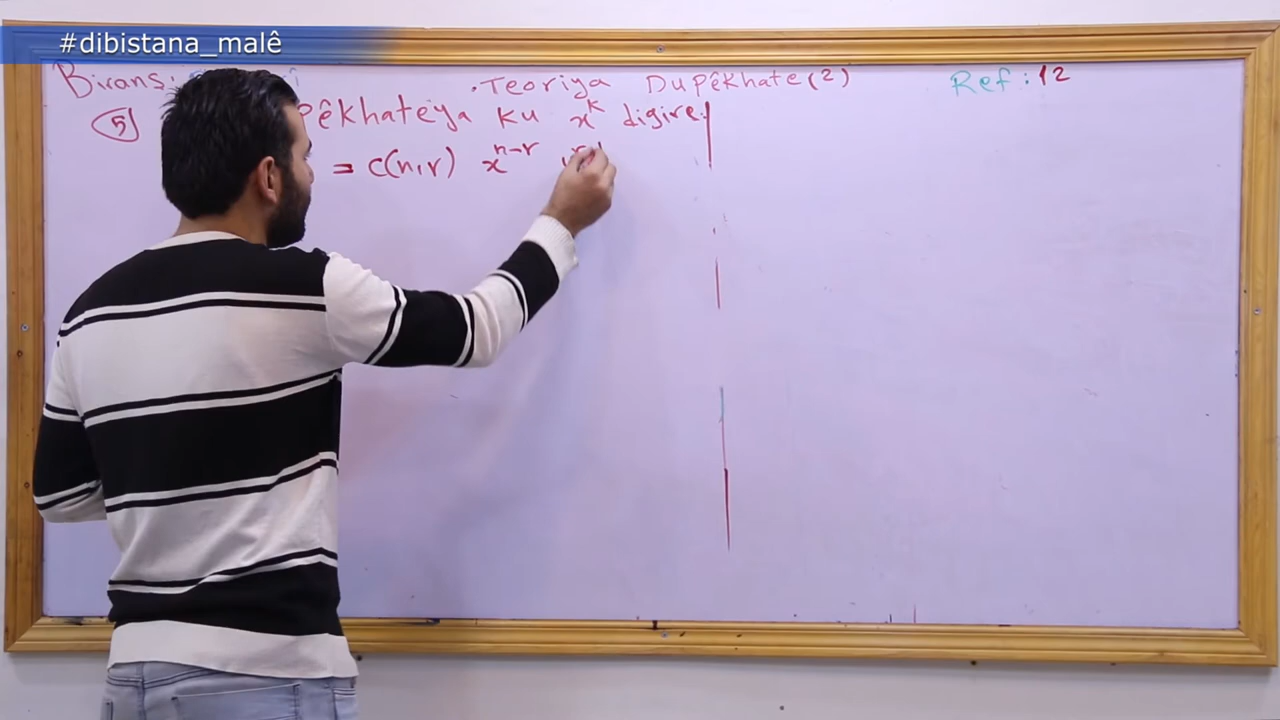 #dibistana_malê
Birans:
Teoriya Dupêkhate(2)
Ref: 12
5
pêkhateya ku x^k digire
= C(n,r) x^{n-r}